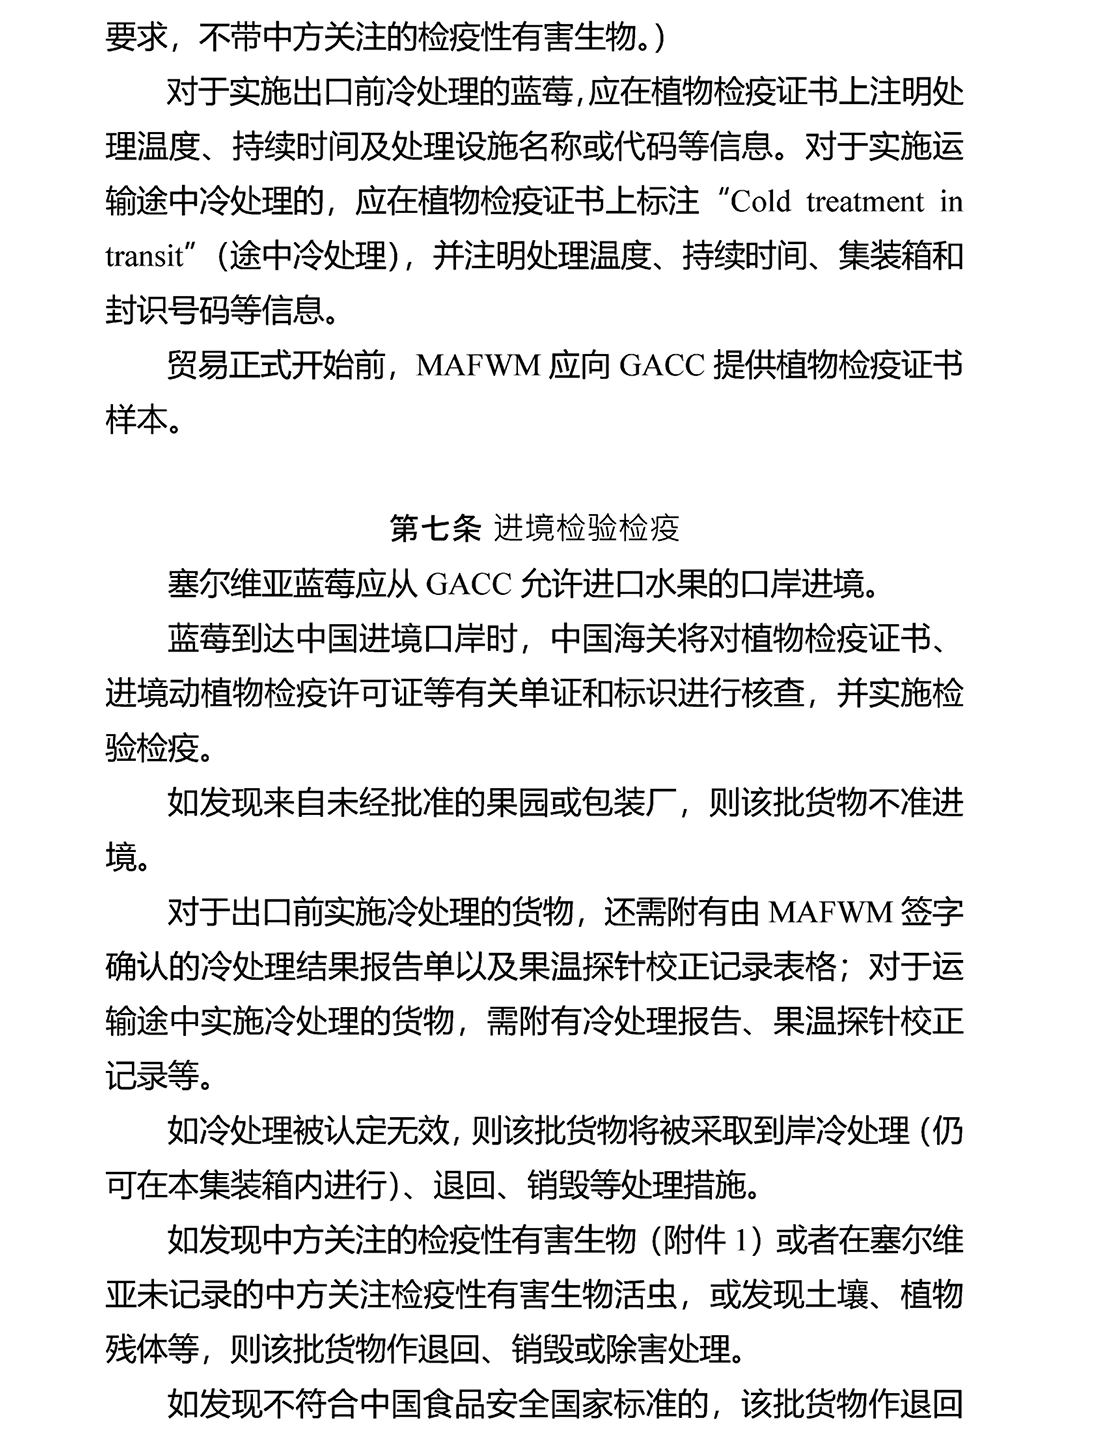 要求，不带中方关注的检疫性有害生物。）
对于实施出口前冷处理的蓝莓，应在植物检疫证书上注明处
理温度、持续时间及处理设施名称或代码等信息。对于实施运
输途中冷处理的，应在植物检疫证书上标注“Cold treatment in
transit”（途中冷处理），并注明处理温度、持续时间、集装箱和
封识号码等信息。
贸易正式开始前，MAFWM 应向 GACC 提供植物检疫证书
样本。
第七条 进境检验检疫
塞尔维亚蓝莓应从 GACC 允许进口水果的口岸进境。
蓝莓到达中国进境口岸时，中国海关将对植物检疫证书、
进境动植物检疫许可证等有关单证和标识进行核查，并实施检
验检疫。
如发现来自未经批准的果园或包装厂，则该批货物不准进
境。
对于出口前实施冷处理的货物，还需附有由 MAFWM 签字
确认的冷处理结果报告单以及果温探针校正记录表格；对于运
输途中实施冷处理的货物，需附有冷处理报告、果温探针校正
记录等。
如冷处理被认定无效，则该批货物将被采取到岸冷处理（仍
可在本集装箱内进行）、退回、销毁等处理措施。
如发现中方关注的检疫性有害生物（附件 1）或者在塞尔维
亚未记录的中方关注检疫性有害生物活虫，或发现土壤、植物
残体等，则该批货物作退回、销毁或除害处理。
如发现不符合中国食品安全国家标准的，该批货物作退回